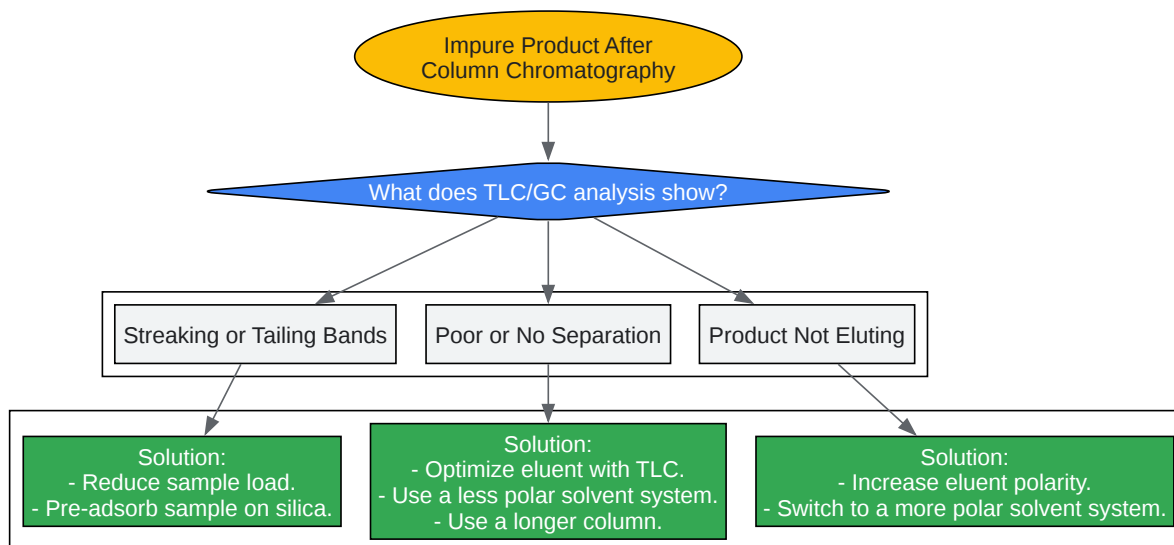 Impure Product After
Column Chromatography
What does TLC/GC analysis show?
Streaking or Tailing Bands
Poor or No Separation
Product Not Eluting
Solution:
- Reduce sample load.
- Pre-adsorb sample on silica.
Solution:
- Optimize eluent with TLC.
- Use a less polar solvent system.
- Use a longer column.
Solution:
- Increase eluent polarity.
- Switch to a more polar solvent system.